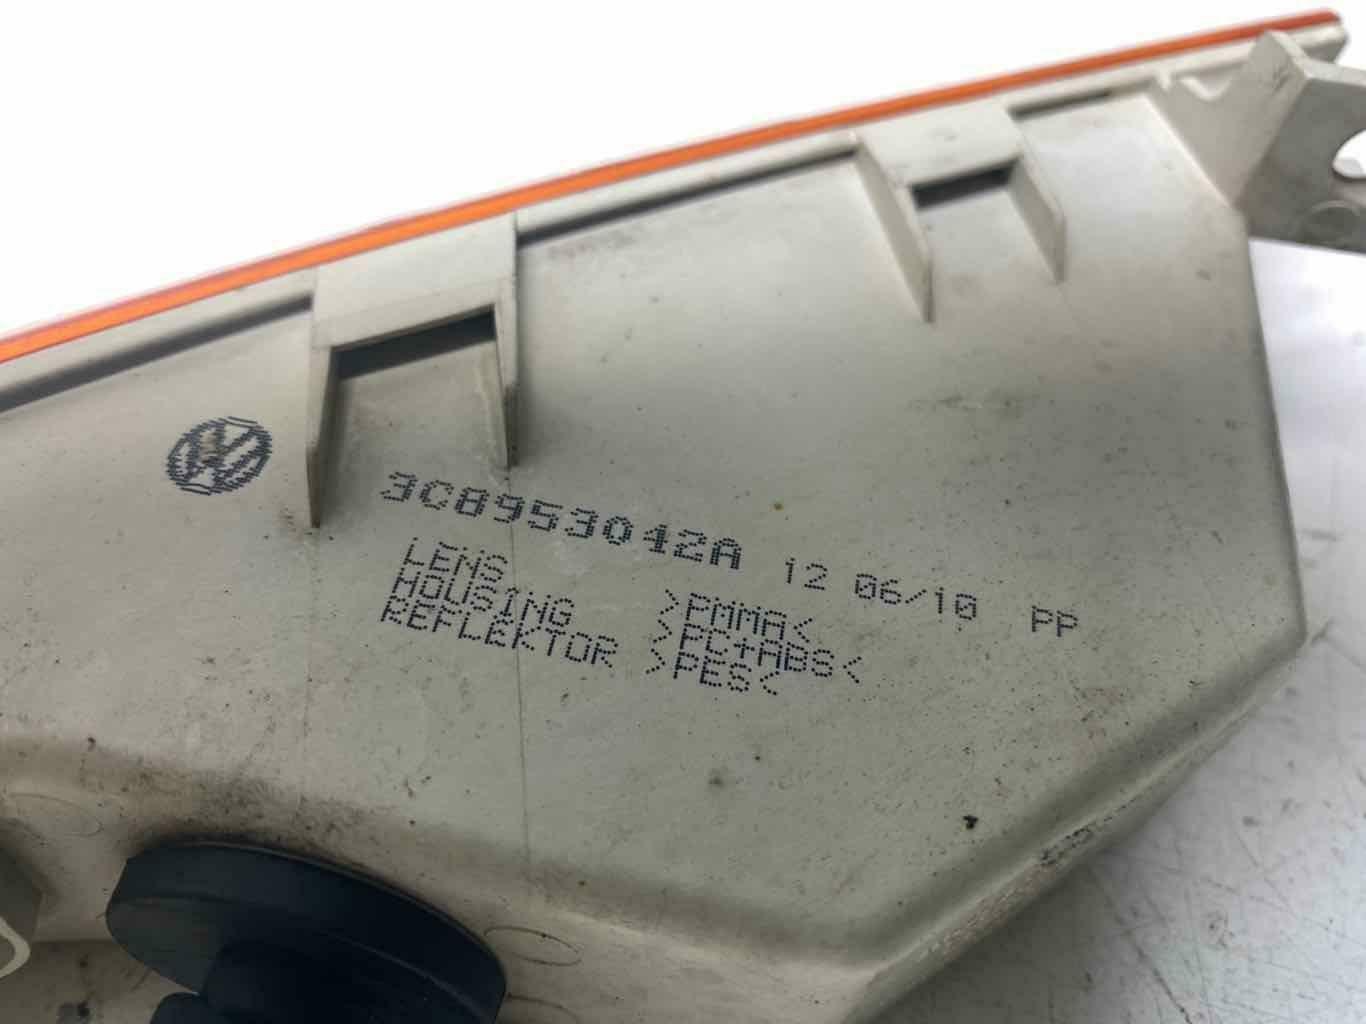 3C8953042A 12 06/10 PP
LENS >PMMA<
HOUSING >PC+ABS<
REFLEKTOR >PES<